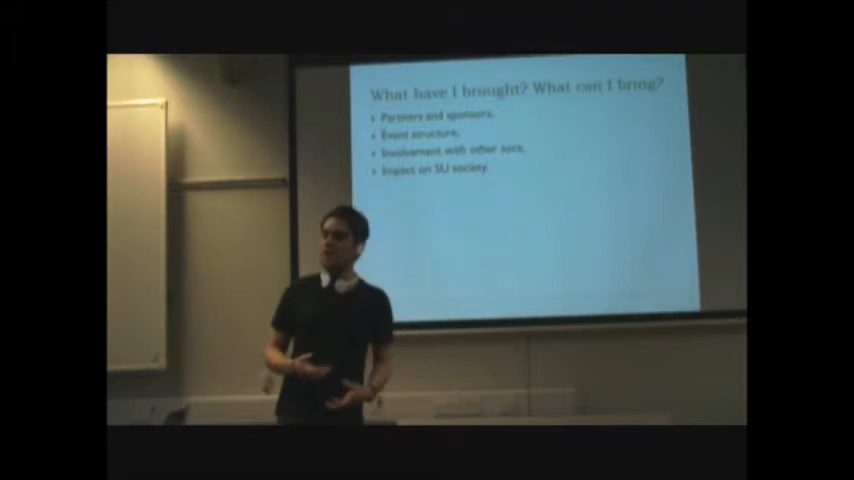 What have I brought? What can I bring?
Partners and sponsors,
Event structure,
Involvement with other socs,
Impact on SU society.